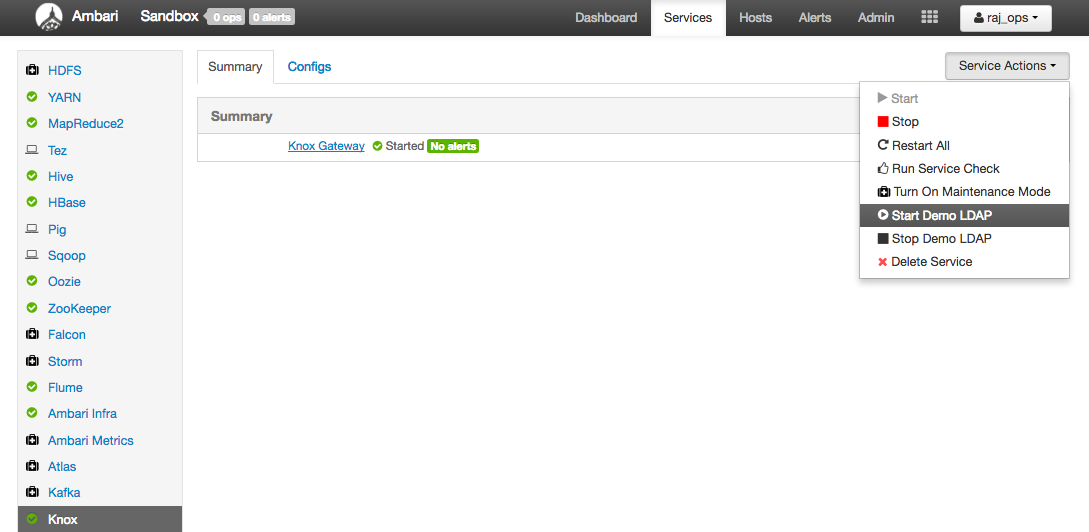 Ambari Sandbox 0 ops 0 alerts Dashboard Services Hosts Alerts Admin raj_ops
HDFS
YARN
MapReduce2
Tez
Hive
HBase
Pig
Sqoop
Oozie
ZooKeeper
Falcon
Storm
Flume
Ambari Infra
Ambari Metrics
Atlas
Kafka
Knox
Summary Configs
Service Actions
Summary
Knox Gateway Started No alerts
Start
Stop
Restart All
Run Service Check
Turn On Maintenance Mode
Start Demo LDAP
Stop Demo LDAP
Delete Service